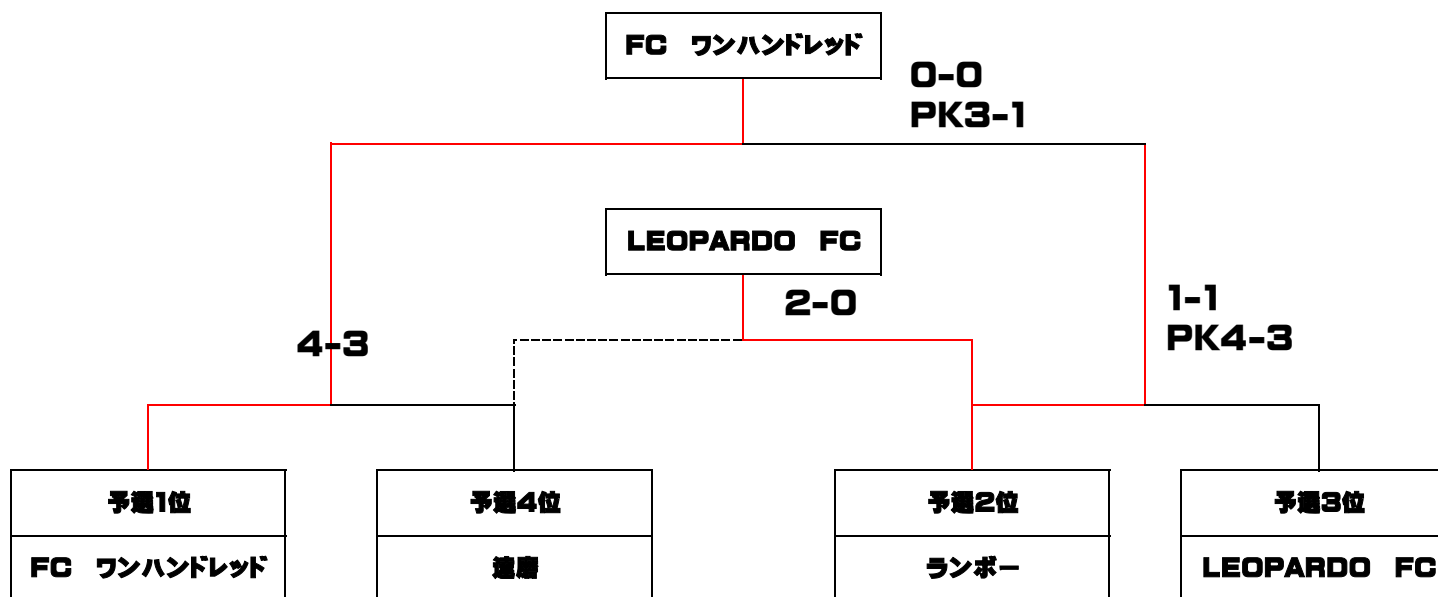 FC　ワンハンドレッド
0-0
PK3-1
LEOPARDO　FC
2-0
1-1
PK4-3
4-3
予選1位
予選4位
予選2位
予選3位
FC　ワンハンドレッド
達磨
ランボー
LEOPARDO　FC